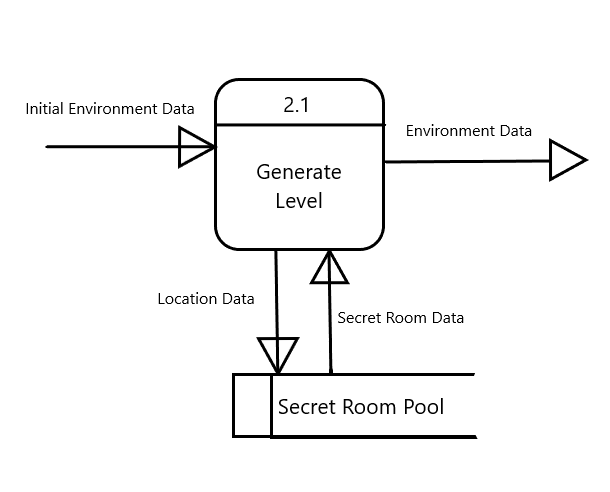 2.1
Initial Environment Data
Environment Data
Generate
Level
Location Data
Secret Room Data
Secret Room Pool